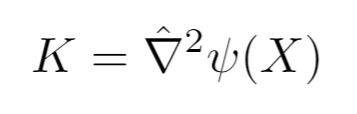 K = ∇̂²ψ(X)